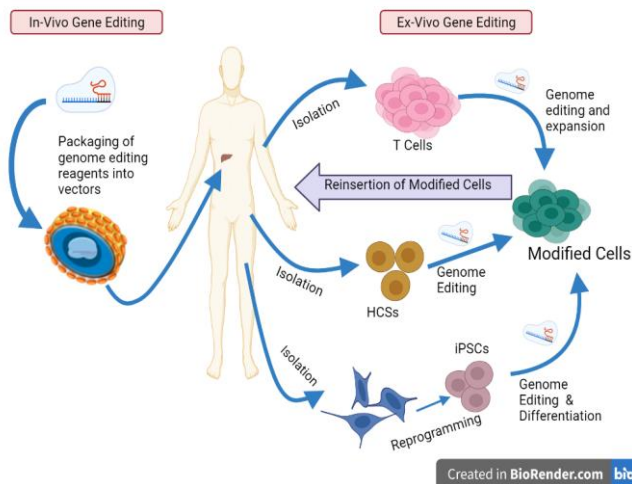 In-Vivo Gene Editing
Ex-Vivo Gene Editing
Packaging of
genome editing
reagents into
vectors
Isolation
T Cells
Genome
editing and
expansion
Reinsertion of Modified Cells
Modified Cells
Isolation
HCSs
Genome
Editing
Isolation
Reprogramming
iPSCs
Genome
Editing &
Differentiation
Created in BioRender.com bio